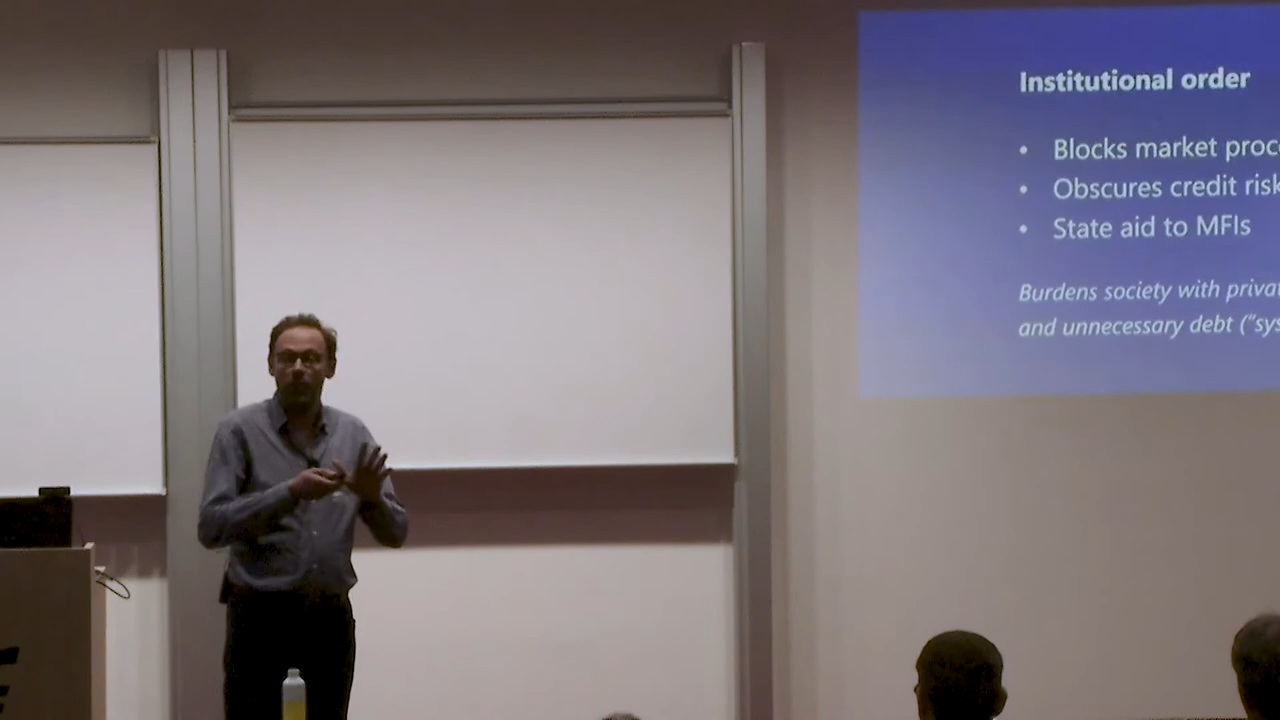 Institutional order
• Blocks market proc
• Obscures credit risk
• State aid to MFIs
Burdens society with privat
and unnecessary debt ("sys